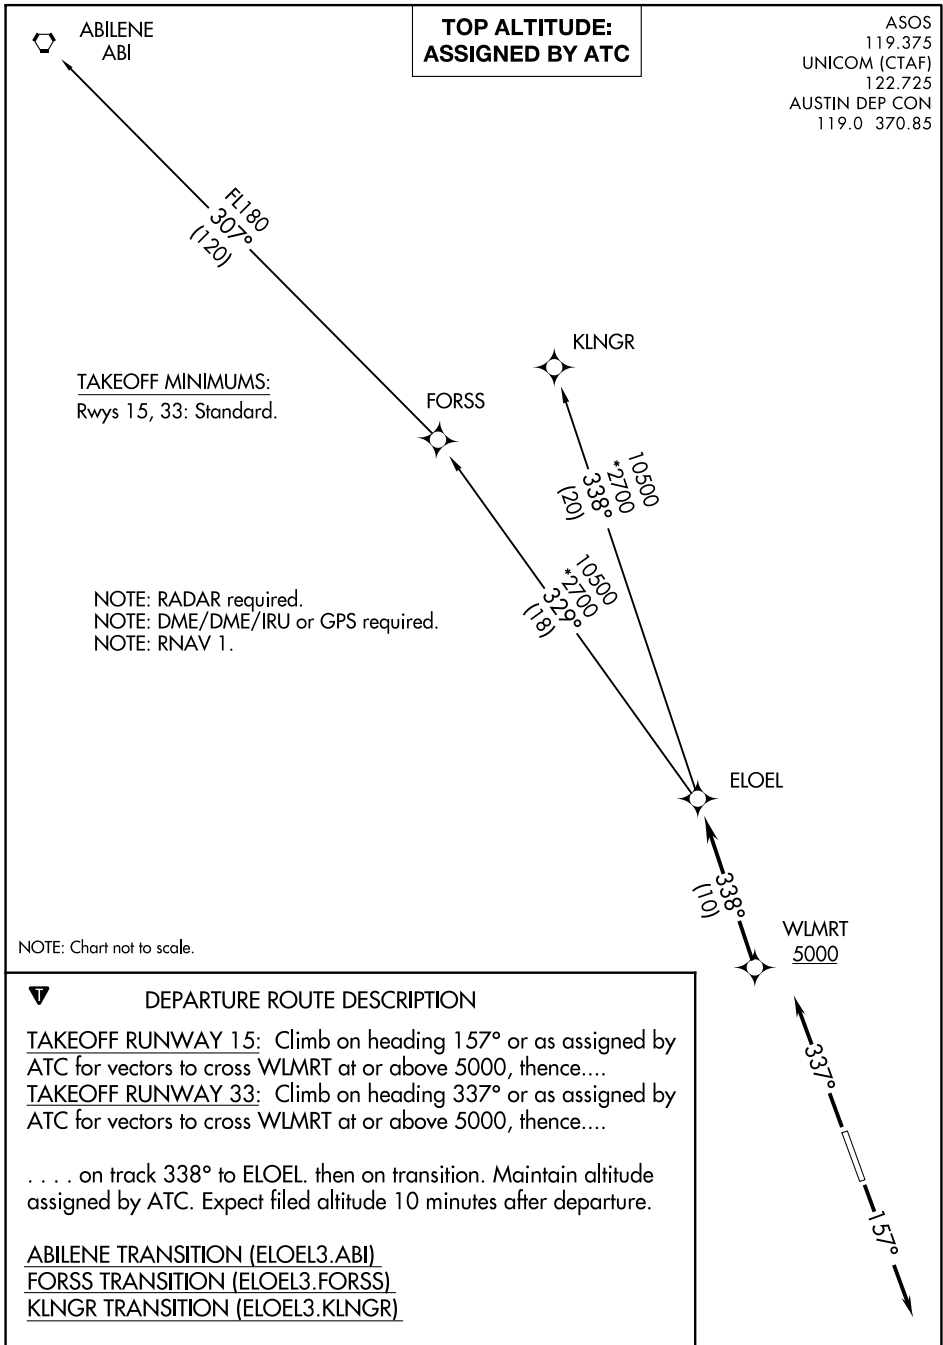 ABILENE
ABI
TOP ALTITUDE:
ASSIGNED BY ATC
ASOS
119.375
UNICOM (CTAF)
122.725
AUSTIN DEP CON
119.0 370.85
FL180
307°
(120)
KLNGR
TAKEOFF MINIMUMS:
Rwys 15, 33: Standard.
FORSS
10500
*2700
338°
(20)
10500
*2700
329°
(18)
NOTE: RADAR required.
NOTE: DME/DME/IRU or GPS required.
NOTE: RNAV 1.
ELOEL
338°
(10)
WLMRT
5000
NOTE: Chart not to scale.
T
DEPARTURE ROUTE DESCRIPTION
TAKEOFF RUNWAY 15: Climb on heading 157° or as assigned by
ATC for vectors to cross WLMRT at or above 5000, thence....
TAKEOFF RUNWAY 33: Climb on heading 337° or as assigned by
ATC for vectors to cross WLMRT at or above 5000, thence....
. . . . on track 338° to ELOEL. then on transition. Maintain altitude
assigned by ATC. Expect filed altitude 10 minutes after departure.
ABILENE TRANSITION (ELOEL3.ABI)
FORSS TRANSITION (ELOEL3.FORSS)
KLNGR TRANSITION (ELOEL3.KLNGR)
337°
157°